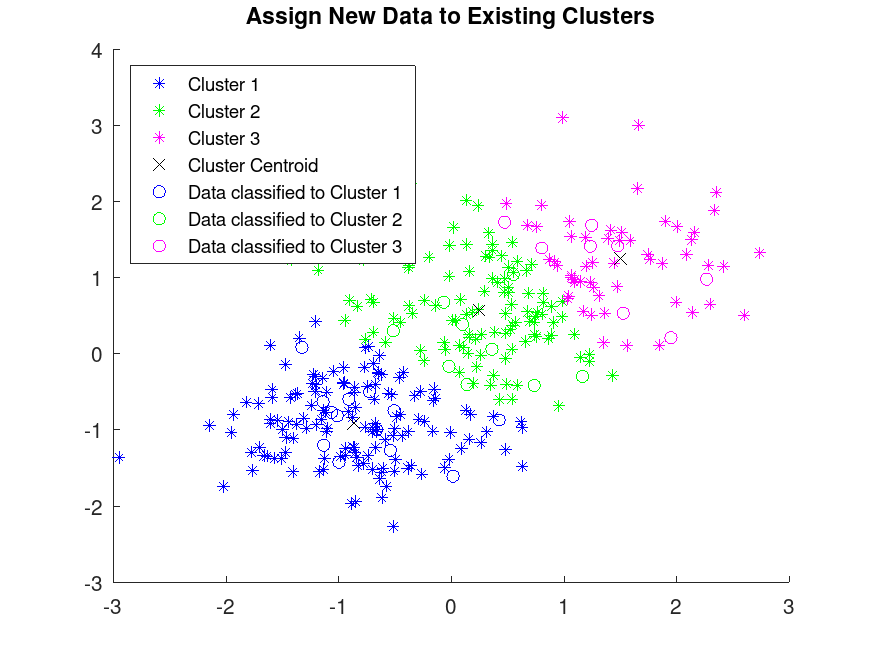 Assign New Data to Existing Clusters
4
3
2
1
0
-1
-2
-3
Cluster 1
Cluster 2
Cluster 3
Cluster Centroid
Data classified to Cluster 1
Data classified to Cluster 2
Data classified to Cluster 3
-3 -2 -1 0 1 2 3